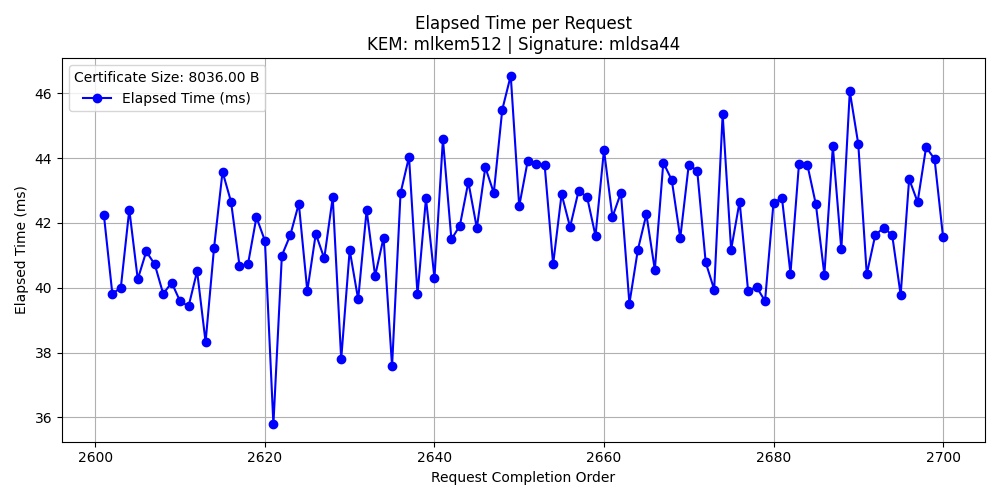 Elapsed Time per Request
KEM: mlkem512 | Signature: mldsa44
Certificate Size: 8036.00 B
Elapsed Time (ms)
Elapsed Time (ms)
46
44
42
40
38
36
2600
2620
2640
2660
2680
2700
Request Completion Order